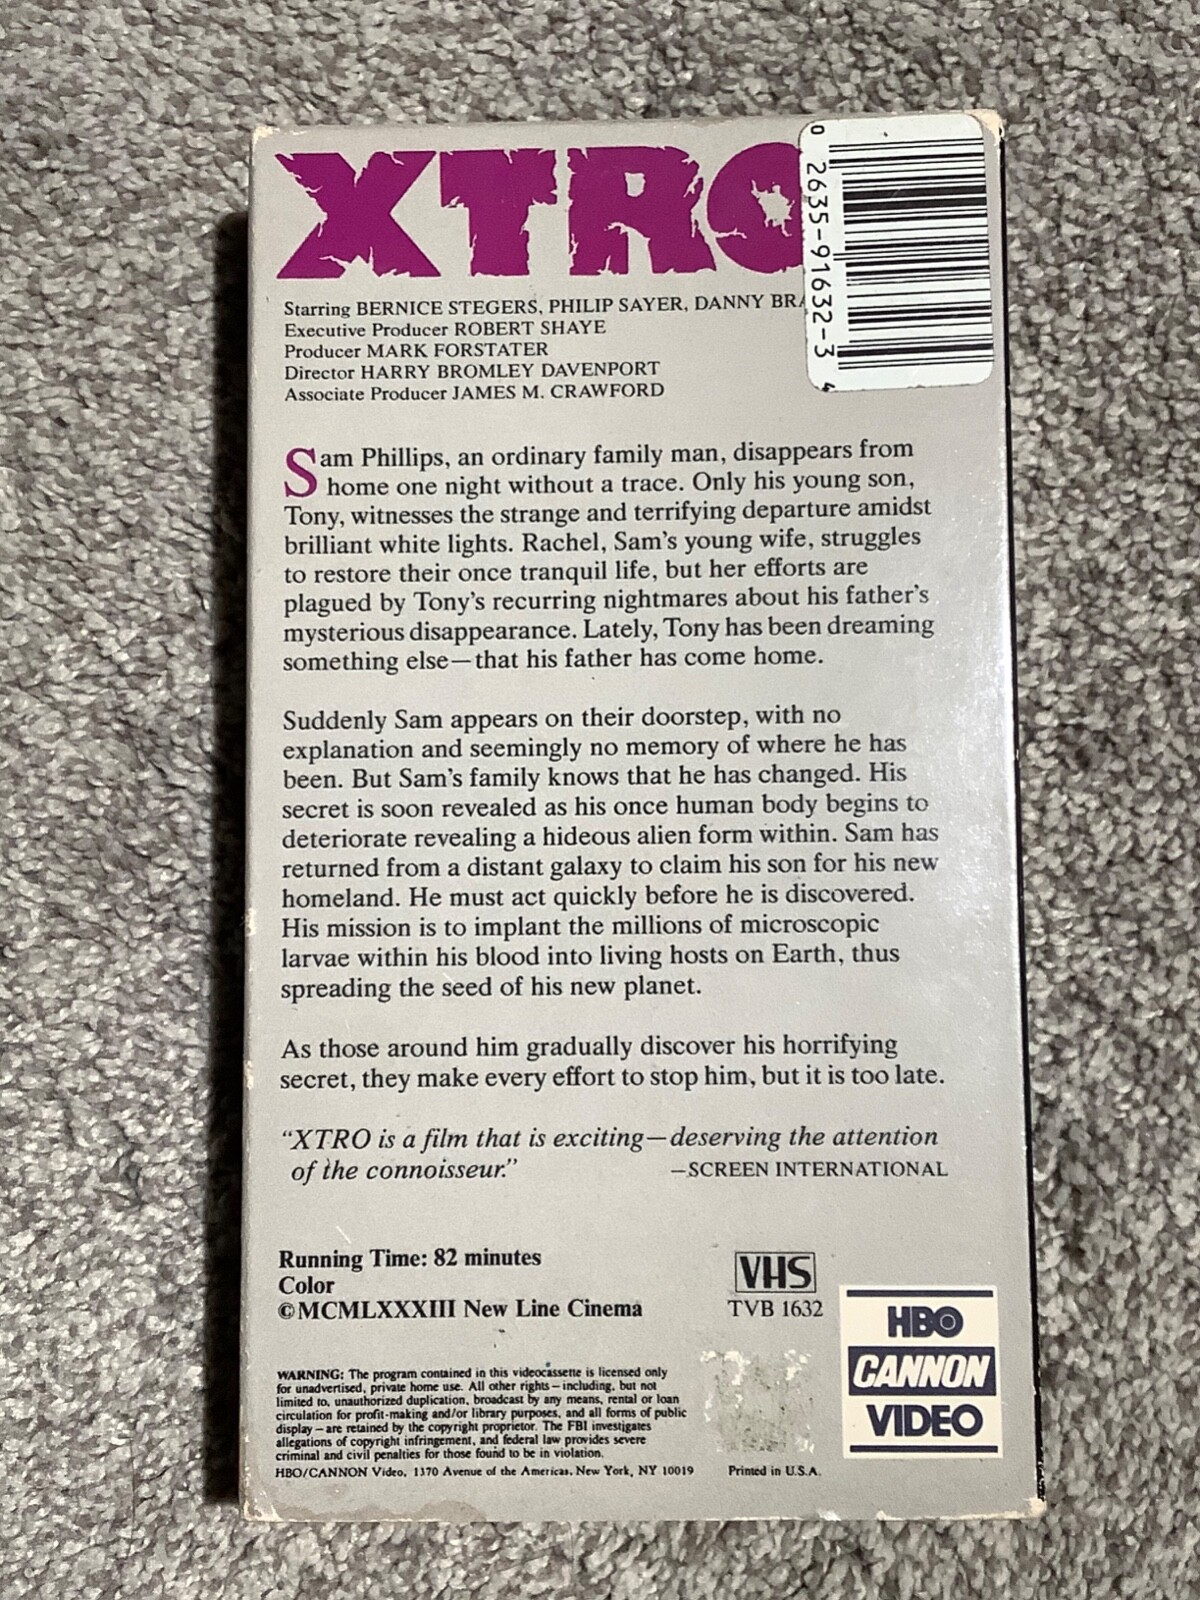 XTRO
0 2635-91632-3 4
Starring BERNICE STEGERS, PHILIP SAYER, DANNY BRA
Executive Producer ROBERT SHAYE
Producer MARK FORSTATER
Director HARRY BROMLEY DAVENPORT
Associate Producer JAMES M. CRAWFORD
Sam Phillips, an ordinary family man, disappears from
home one night without a trace. Only his young son,
Tony, witnesses the strange and terrifying departure amidst
brilliant white lights. Rachel, Sam's young wife, struggles
to restore their once tranquil life, but her efforts are
plagued by Tony's recurring nightmares about his father's
mysterious disappearance. Lately, Tony has been dreaming
something else—that his father has come home.
Suddenly Sam appears on their doorstep, with no
explanation and seemingly no memory of where he has
been. But Sam's family knows that he has changed. His
secret is soon revealed as his once human body begins to
deteriorate revealing a hideous alien form within. Sam has
returned from a distant galaxy to claim his son for his new
homeland. He must act quickly before he is discovered.
His mission is to implant the millions of microscopic
larvae within his blood into living hosts on Earth, thus
spreading the seed of his new planet.
As those around him gradually discover his horrifying
secret, they make every effort to stop him, but it is too late.
"XTRO is a film that is exciting—deserving the attention
of the connoisseur." —SCREEN INTERNATIONAL
Running Time: 82 minutes
Color
©MCMLXXXIII New Line Cinema
VHS
TVB 1632
HBO
CANNON
VIDEO
WARNING: The program contained in this videocassette is licensed only
for unadvertised, private home use. All other rights—including, but not
limited to, unauthorized duplication, broadcast by any means, rental or loan
circulation for profit-making and/or library purposes, and all forms of public
display—are retained by the copyright proprietor. The FBI investigates
allegations of copyright infringement, and federal law provides severe
criminal and civil penalties for those found to be in violation.
HBO/CANNON Video, 1370 Avenue of the Americas, New York, NY 10019 Printed in U.S.A.